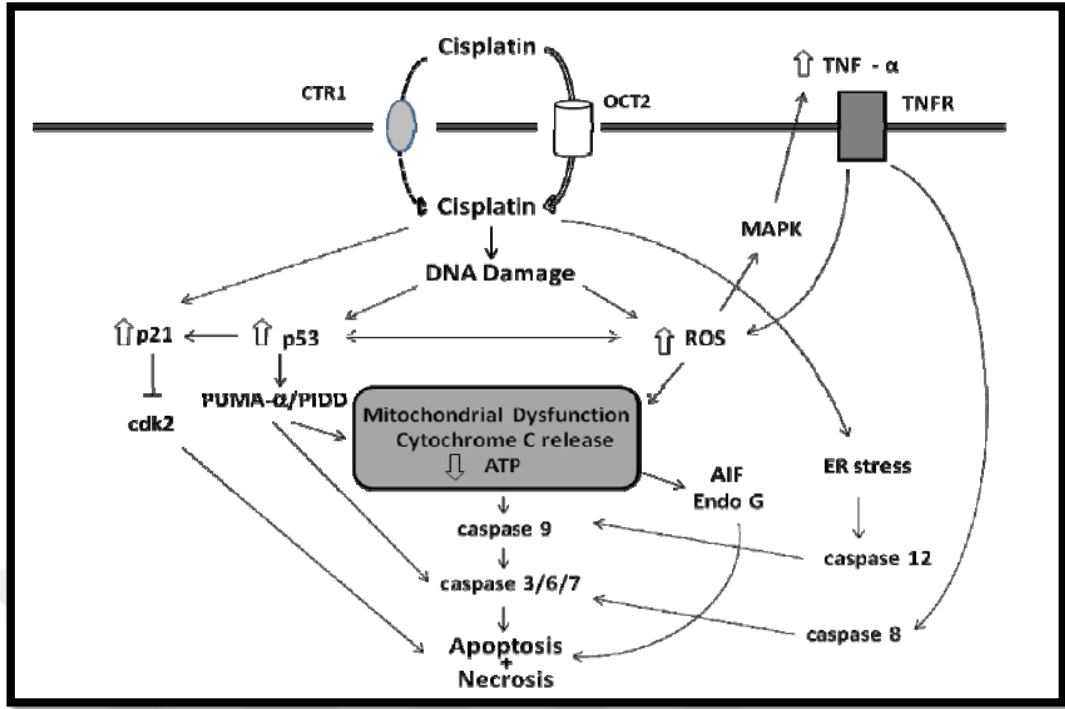 Cisplatin
TNF - α
CTR1
OCT2
TNFR
Cisplatin
MAPK
DNA Damage
p21
p53
ROS
PUMA-α/PIDD
cdk2
Mitochondrial Dysfunction
Cytochrome C release
ATP
AIF
Endo G
ER stress
caspase 9
caspase 12
caspase 3/6/7
caspase 8
Apoptosis
+
Necrosis